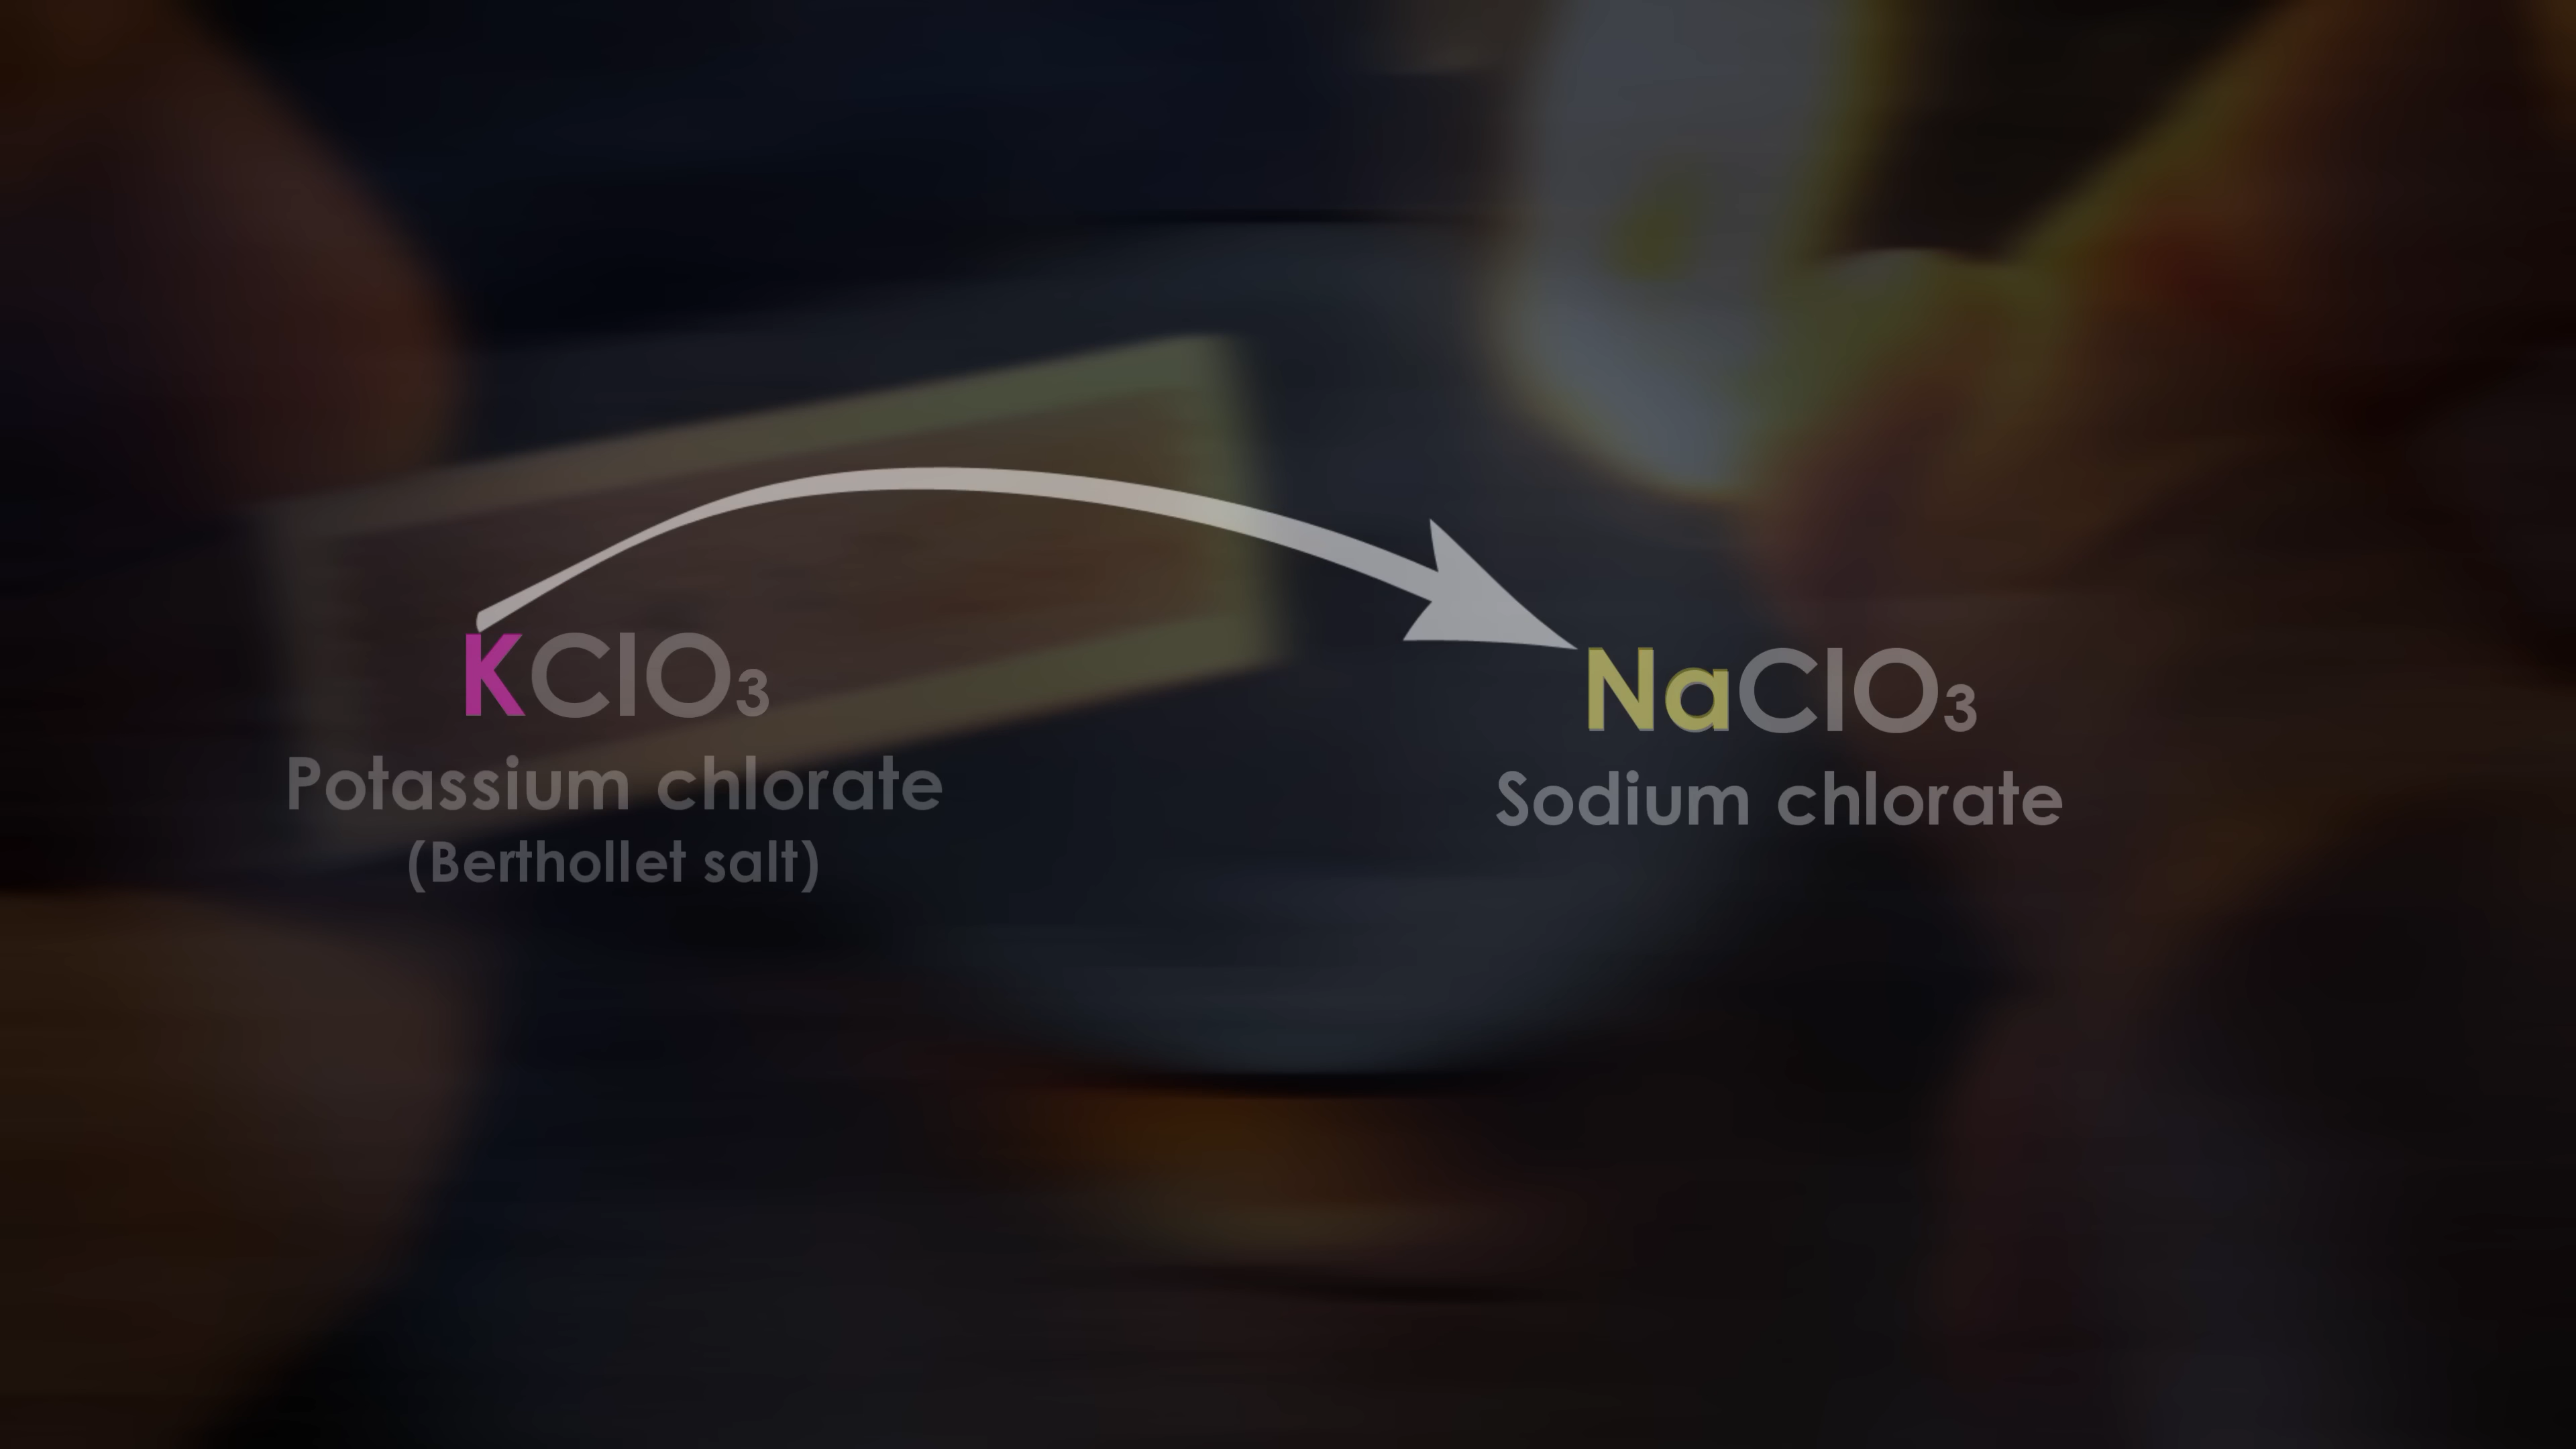 KClO₃
Potassium chlorate
(Berthollet salt)
NaClO₃
Sodium chlorate